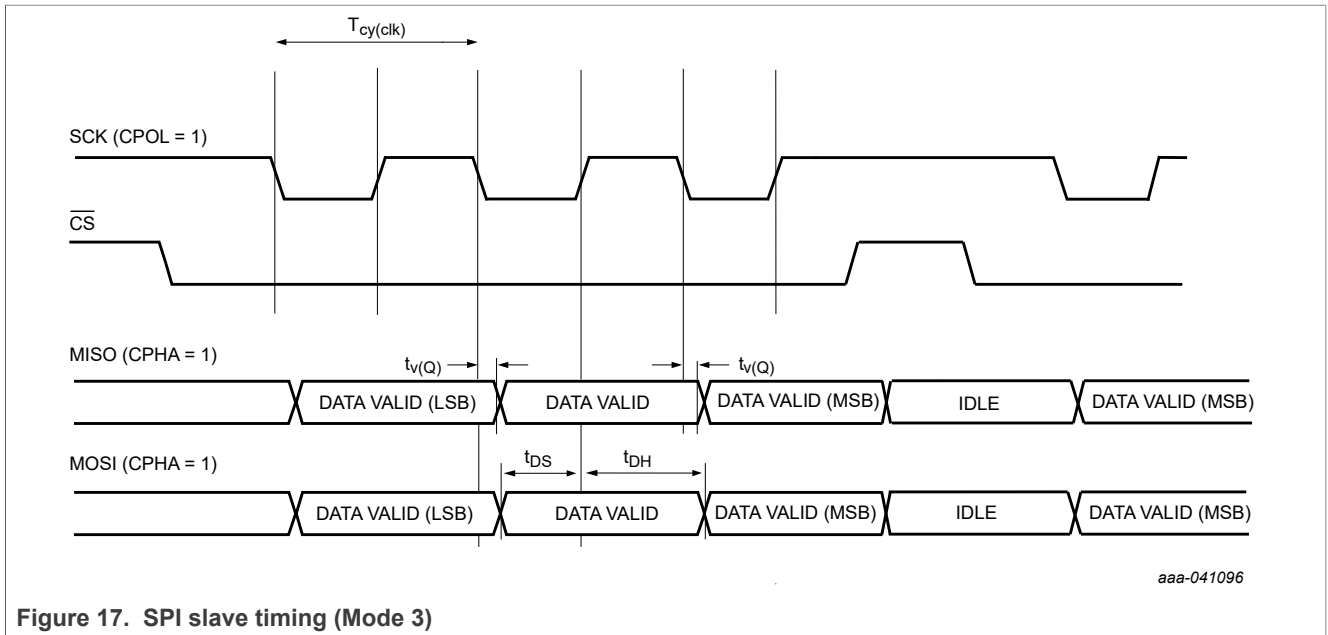 Tcy(clk)
SCK (CPOL = 1)
CS
MISO (CPHA = 1)
tv(Q) tv(Q)
DATA VALID (LSB) DATA VALID DATA VALID (MSB) IDLE DATA VALID (MSB)
MOSI (CPHA = 1)
tDS tDH
DATA VALID (LSB) DATA VALID DATA VALID (MSB) IDLE DATA VALID (MSB)
aaa-041096
Figure 17. SPI slave timing (Mode 3)